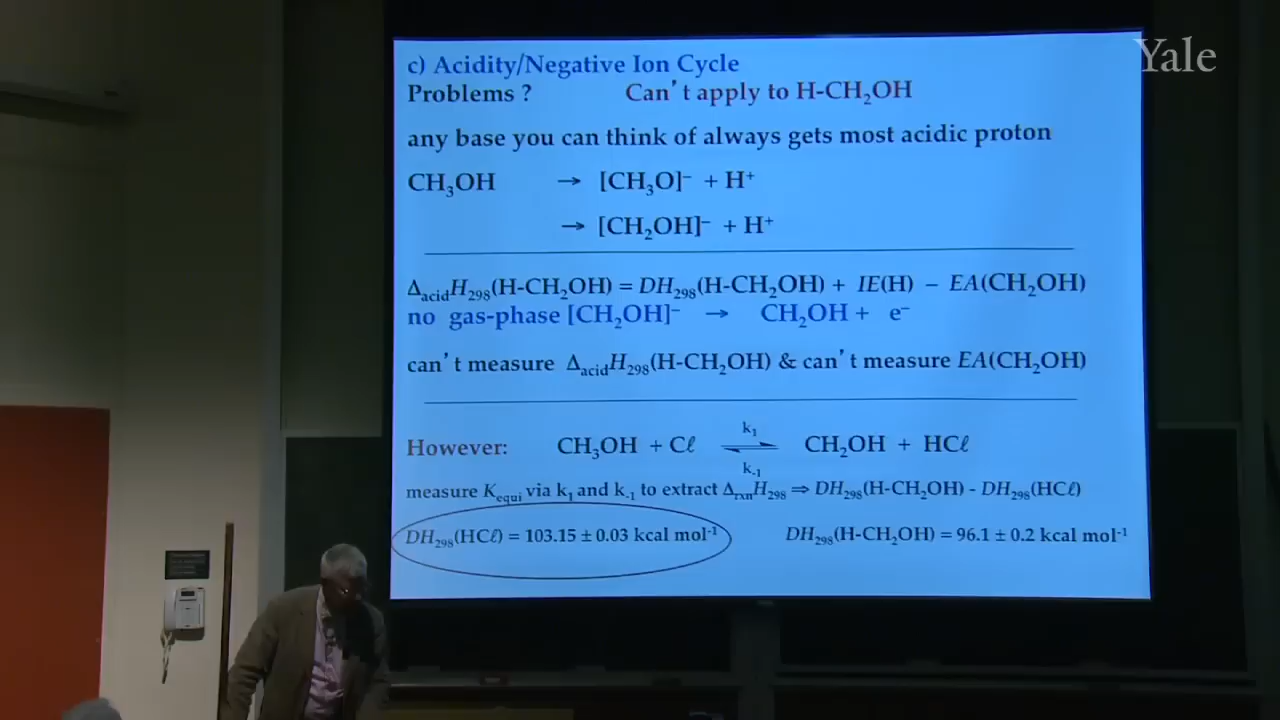 Yale
c) Acidity/Negative Ion Cycle
Problems ? Can't apply to H-CH₂OH
any base you can think of always gets most acidic proton
CH₃OH → [CH₃O]⁻ + H⁺
→ [CH₂OH]⁻ + H⁺
ΔacidH₂₉₈(H-CH₂OH) = DH₂₉₈(H-CH₂OH) + IE(H) − EA(CH₂OH)
no gas-phase [CH₂OH]⁻ → CH₂OH + e⁻
can't measure ΔacidH₂₉₈(H-CH₂OH) & can't measure EA(CH₂OH)
k₁
However: CH₃OH + Cℓ ⇌ CH₂OH + HCℓ
k₋₁
measure Kequi via k₁ and k₋₁ to extract ΔrxnH₂₉₈ ⇒ DH₂₉₈(H-CH₂OH) - DH₂₉₈(HCℓ)
DH₂₉₈(HCℓ) = 103.15 ± 0.03 kcal mol⁻¹ DH₂₉₈(H-CH₂OH) = 96.1 ± 0.2 kcal mol⁻¹